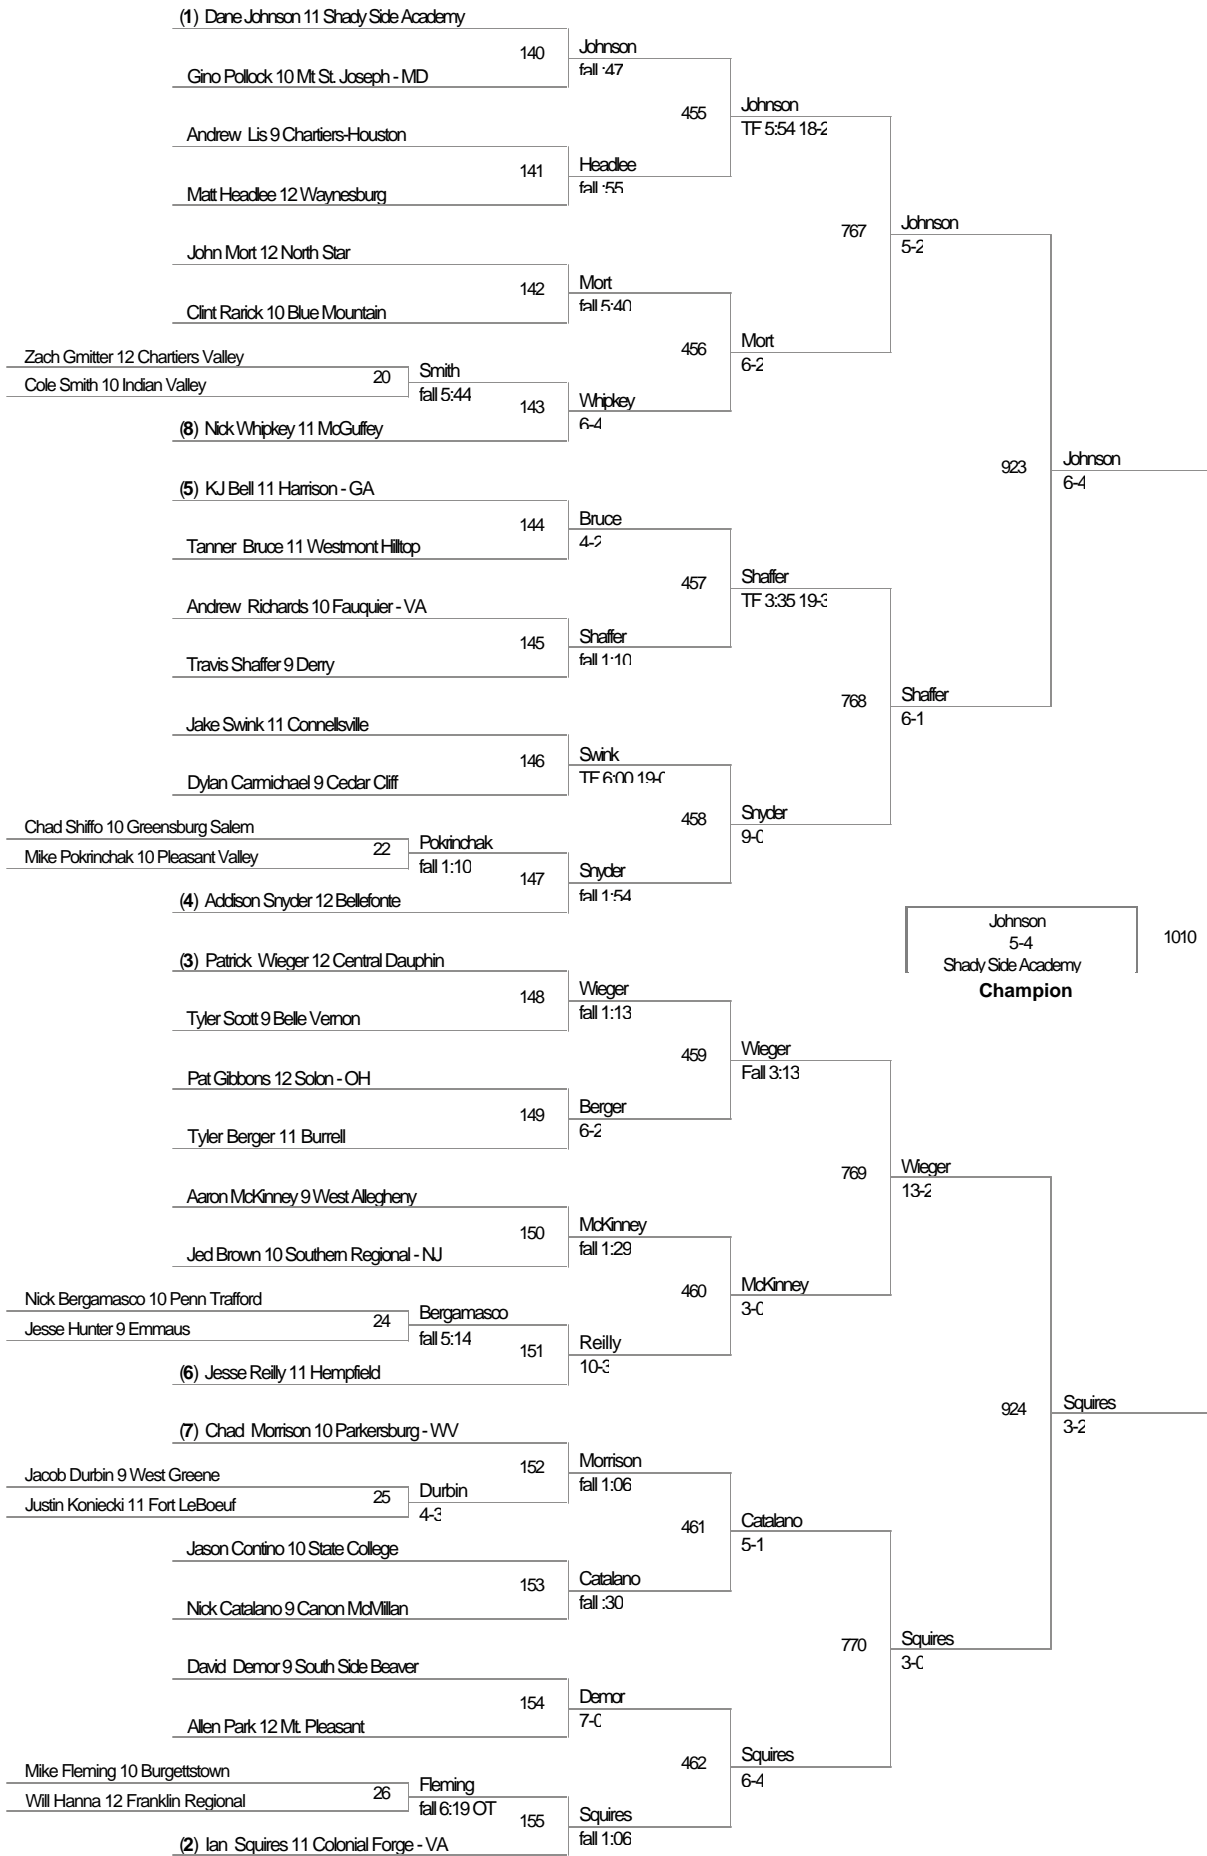 (1) Dane Johnson 11 Shady Side Academy
140
Johnson
fall :47
Gino Pollock 10 Mt St. Joseph - MD
455
Johnson
TF 5:54 18-2
Andrew Lis 9 Chartiers-Houston
141
Headlee
fall :55
Matt Headlee 12 Waynesburg
767
Johnson
5-2
John Mort 12 North Star
142
Mort
fall 5:40
Clint Rarick 10 Blue Mountain
456
Mort
6-2
Zach Gmitter 12 Chartiers Valley
20
Smith
fall 5:44
Cole Smith 10 Indian Valley
143
Whipkey
6-4
(8) Nick Whipkey 11 McGuffey
923
Johnson
6-4
(5) KJ Bell 11 Harrison - GA
144
Bruce
4-2
Tanner Bruce 11 Westmont Hilltop
457
Shaffer
TF 3:35 19-3
Andrew Richards 10 Fauquier - VA
145
Shaffer
fall 1:10
Travis Shaffer 9 Derry
768
Shaffer
6-1
Jake Swink 11 Connellsville
146
Swink
TF 6:00 19-0
Dylan Carmichael 9 Cedar Cliff
458
Snyder
9-0
Chad Shiffo 10 Greensburg Salem
22
Pokrinchak
fall 1:10
Mike Pokrinchak 10 Pleasant Valley
147
Snyder
fall 1:54
(4) Addison Snyder 12 Bellefonte
Johnson
5-4
Shady Side Academy
1010
Champion
(3) Patrick Wieger 12 Central Dauphin
148
Wieger
fall 1:13
Tyler Scott 9 Belle Vernon
459
Wieger
Fall 3:13
Pat Gibbons 12 Solon - OH
149
Berger
6-2
Tyler Berger 11 Burrell
769
Wieger
13-2
Aaron McKinney 9 West Allegheny
150
McKinney
fall 1:29
Jed Brown 10 Southern Regional - NJ
460
McKinney
3-0
Nick Bergamasco 10 Penn Trafford
24
Bergamasco
fall 5:14
Jesse Hunter 9 Emmaus
151
Reilly
10-3
(6) Jesse Reilly 11 Hempfield
924
Squires
3-2
(7) Chad Morrison 10 Parkersburg - WV
152
Morrison
fall 1:06
Jacob Durbin 9 West Greene
25
Durbin
4-3
Justin Koniecki 11 Fort LeBoeuf
461
Catalano
5-1
Jason Contino 10 State College
153
Catalano
fall :30
Nick Catalano 9 Canon McMillan
770
Squires
3-0
David Demor 9 South Side Beaver
154
Demor
7-0
Allen Park 12 Mt. Pleasant
462
Squires
6-4
Mike Fleming 10 Burgettstown
26
Fleming
fall 6:19 OT
Will Hanna 12 Franklin Regional
155
Squires
fall 1:06
(2) Ian Squires 11 Colonial Forge - VA